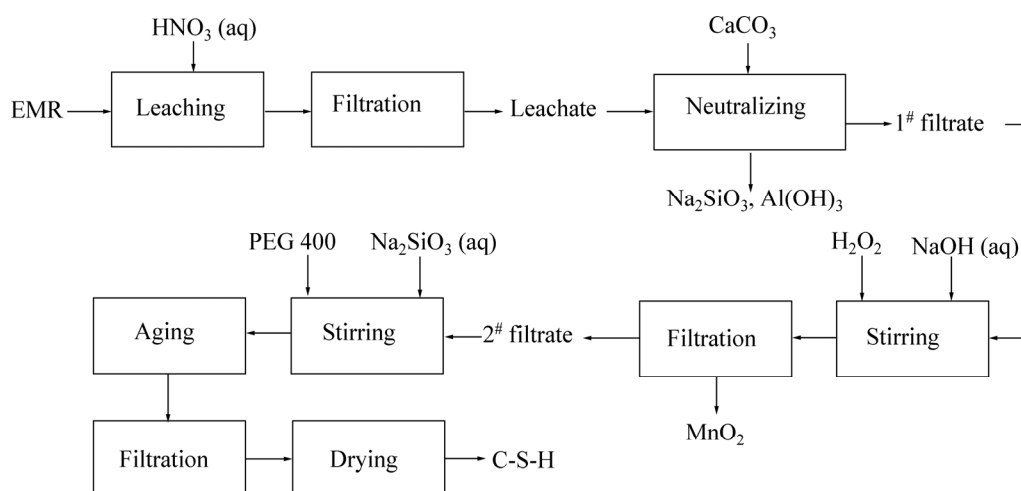 HNO₃ (aq)
CaCO₃
EMR
Leaching
Filtration
Leachate
Neutralizing
1# filtrate
Na₂SiO₃, Al(OH)₃
PEG 400
Na₂SiO₃ (aq)
H₂O₂
NaOH (aq)
Aging
Stirring
2# filtrate
Filtration
Stirring
MnO₂
Filtration
Drying
C-S-H